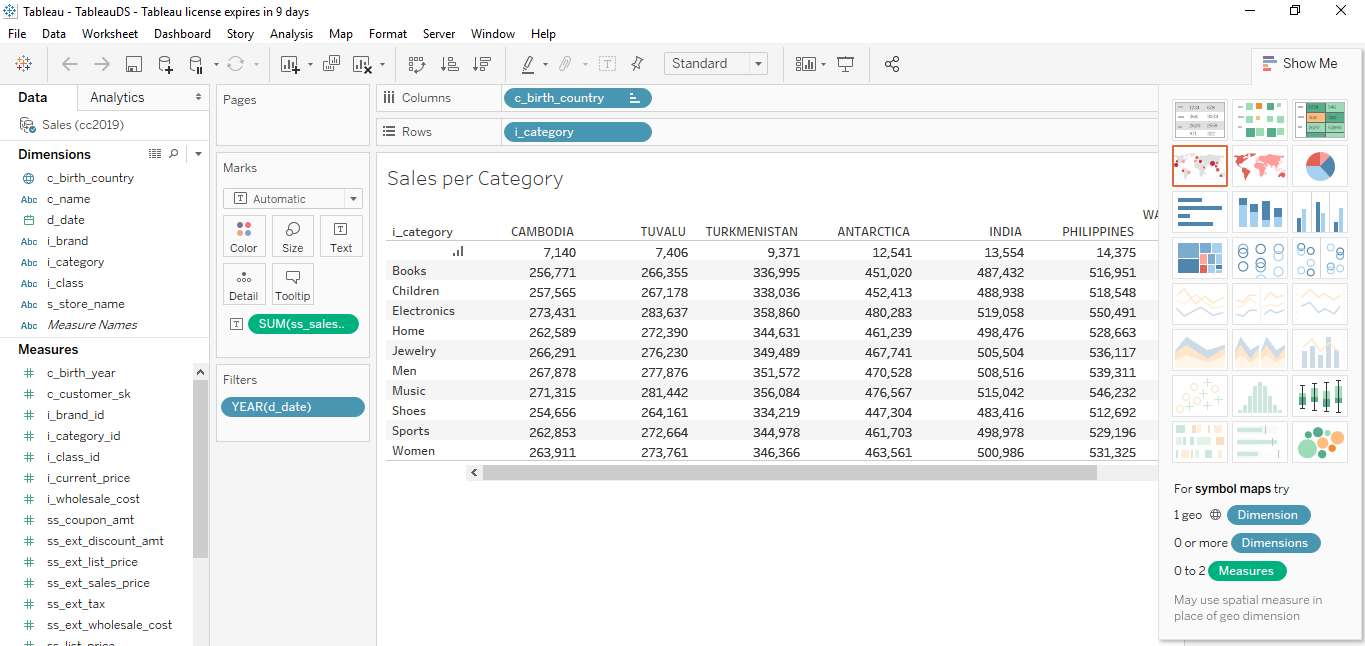 Tableau - TableauDS - Tableau license expires in 9 days
File Data Worksheet Dashboard Story Analysis Map Format Server Window Help
Standard
Show Me
Data Analytics
Sales (cc2019)
Dimensions
c_birth_country
Abc c_name
d_date
Abc i_brand
Abc i_category
Abc i_class
Abc s_store_name
Abc Measure Names
Measures
# c_birth_year
# c_customer_sk
# i_brand_id
# i_category_id
# i_class_id
# i_current_price
# i_wholesale_cost
# ss_coupon_amt
# ss_ext_discount_amt
# ss_ext_list_price
# ss_ext_sales_price
# ss_ext_tax
# ss_ext_wholesale_cost
# ss_list_price
Pages
Marks
T Automatic
Color Size Text
Detail Tooltip
T SUM(ss_sales..
Filters
YEAR(d_date)
Columns c_birth_country
Rows i_category
Sales per Category
WA
i_category CAMBODIA TUVALU TURKMENISTAN ANTARCTICA INDIA PHILIPPINES
7,140 7,406 9,371 12,541 13,554 14,375
Books 256,771 266,355 336,995 451,020 487,432 516,951
Children 257,565 267,178 338,036 452,413 488,938 518,548
Electronics 273,431 283,637 358,860 480,283 519,058 550,491
Home 262,589 272,390 344,631 461,239 498,476 528,663
Jewelry 266,291 276,230 349,489 467,741 505,504 536,117
Men 267,878 277,876 351,572 470,528 508,516 539,311
Music 271,315 281,442 356,084 476,567 515,042 546,232
Shoes 254,656 264,161 334,219 447,304 483,416 512,692
Sports 262,853 272,664 344,978 461,703 498,978 529,196
Women 263,911 273,761 346,366 463,561 500,986 531,325
For symbol maps try
1 geo Dimension
0 or more Dimensions
0 to 2 Measures
May use spatial measure in
place of geo dimension